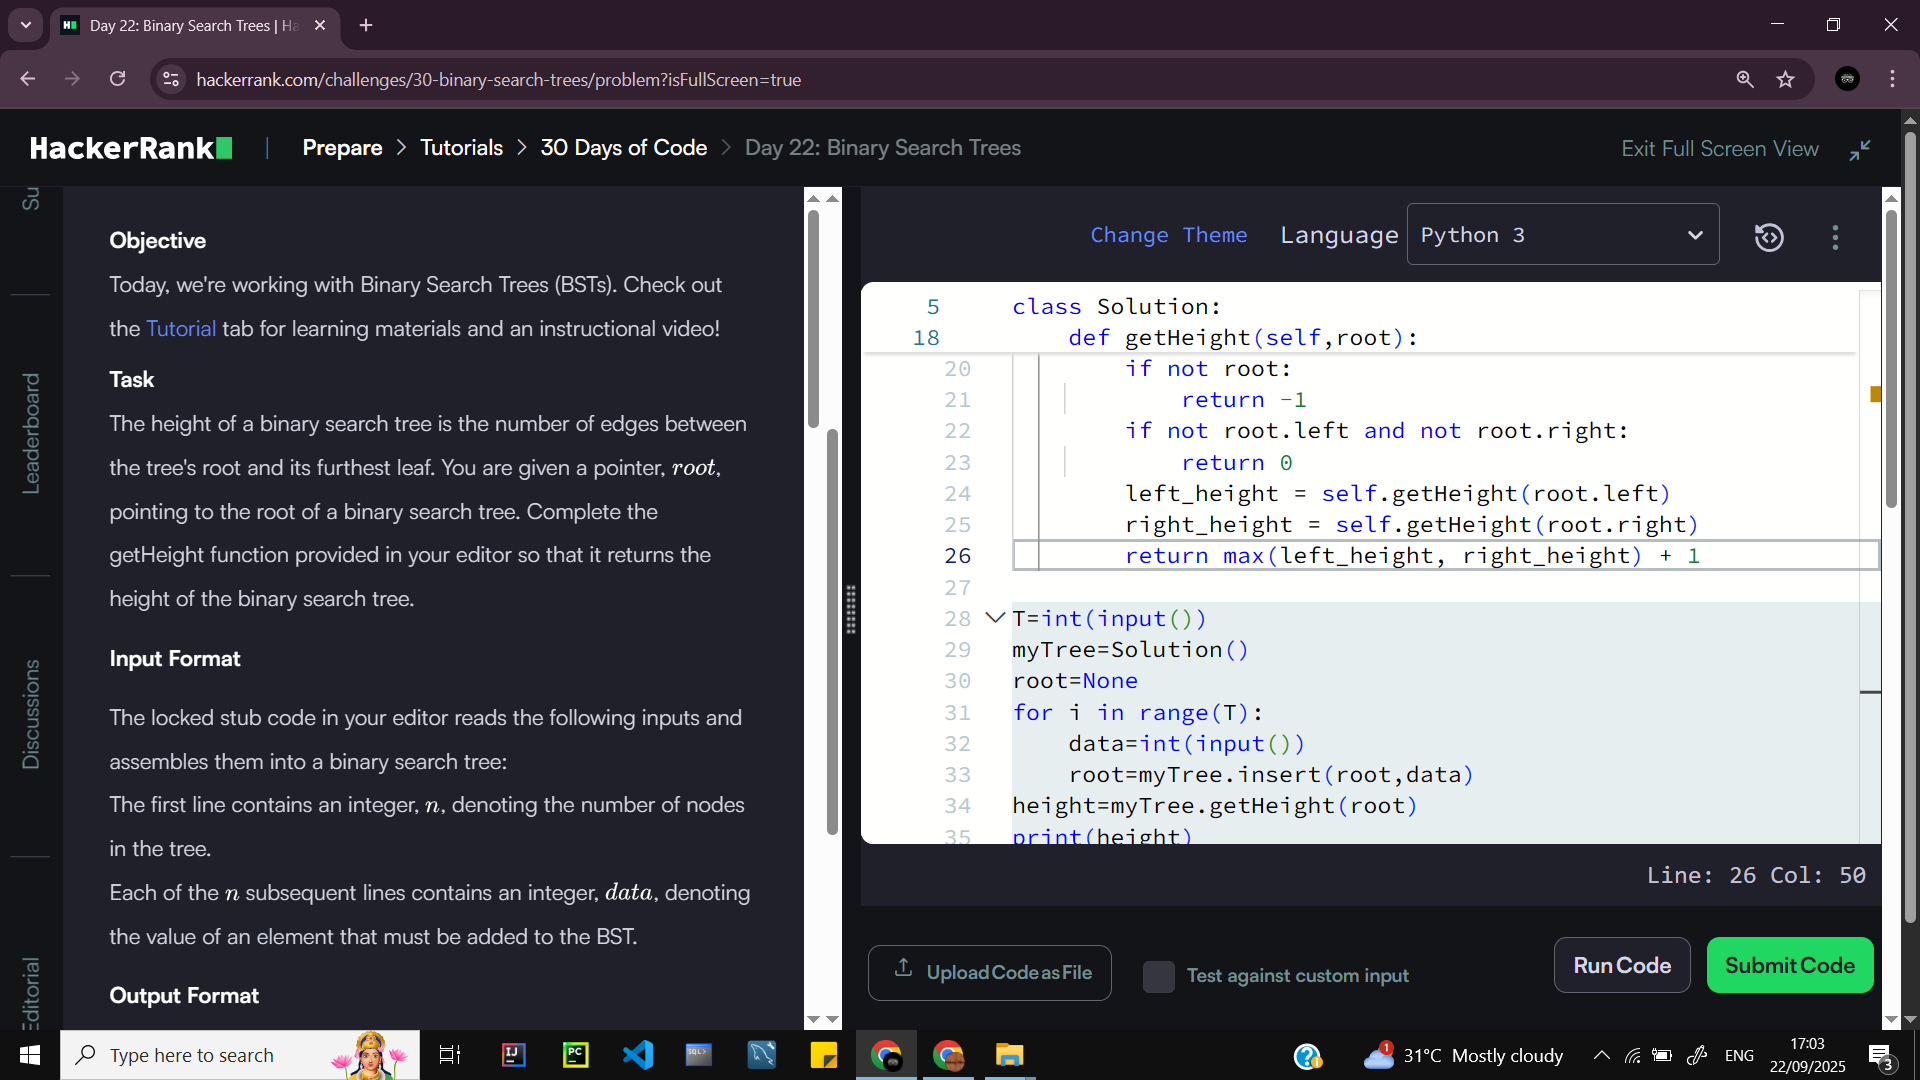 Day 22: Binary Search Trees | Ha
hackerrank.com/challenges/30-binary-search-trees/problem?isFullScreen=true
HackerRank
Prepare > Tutorials > 30 Days of Code > Day 22: Binary Search Trees
Exit Full Screen View
Su
Leaderboard
Discussions
Editorial
Objective
Today, we're working with Binary Search Trees (BSTs). Check out
the Tutorial tab for learning materials and an instructional video!
Task
The height of a binary search tree is the number of edges between
the tree's root and its furthest leaf. You are given a pointer, root,
pointing to the root of a binary search tree. Complete the
getHeight function provided in your editor so that it returns the
height of the binary search tree.
Input Format
The locked stub code in your editor reads the following inputs and
assembles them into a binary search tree:
The first line contains an integer, n, denoting the number of nodes
in the tree.
Each of the n subsequent lines contains an integer, data, denoting
the value of an element that must be added to the BST.
Output Format
Change Theme Language Python 3
5 class Solution:
18 def getHeight(self,root):
20 if not root:
21 return -1
22 if not root.left and not root.right:
23 return 0
24 left_height = self.getHeight(root.left)
25 right_height = self.getHeight(root.right)
26 return max(left_height, right_height) + 1
27
28 T=int(input())
29 myTree=Solution()
30 root=None
31 for i in range(T):
32 data=int(input())
33 root=myTree.insert(root,data)
34 height=myTree.getHeight(root)
35 print(height)
Line: 26 Col: 50
Upload Code as File
Test against custom input
Run Code
Submit Code
Type here to search
31°C Mostly cloudy
ENG
17:03
22/09/2025
1
3
IJ
PC
SQL>